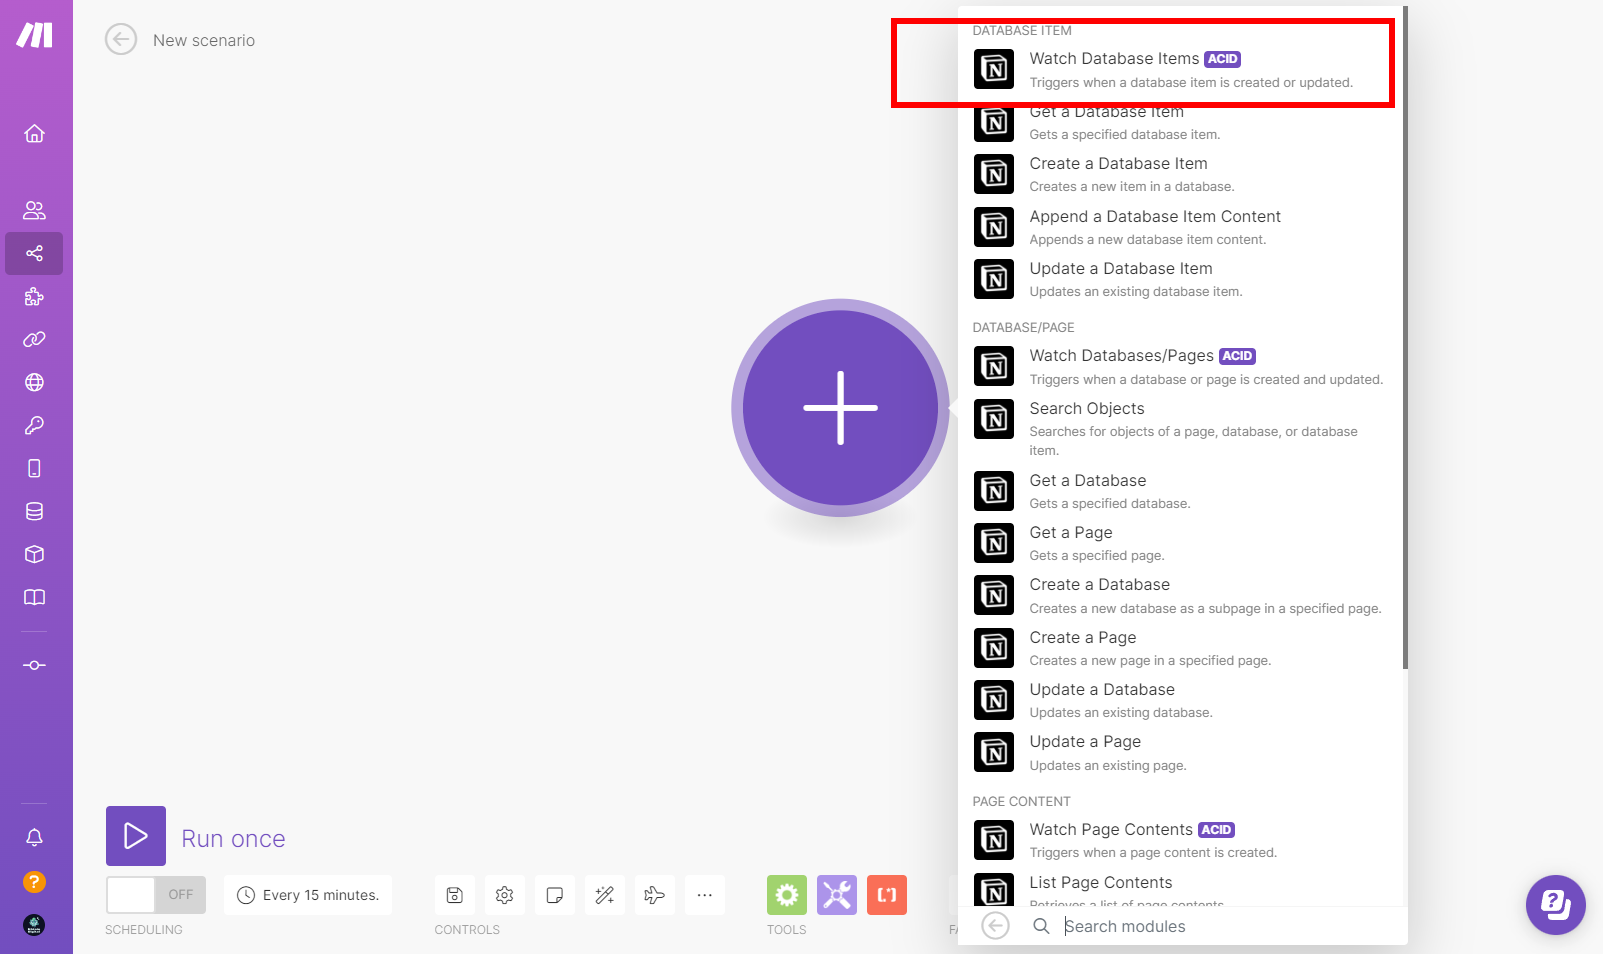 New scenario
DATABASE ITEM
Watch Database Items ACID
Triggers when a database item is created or updated.
Get a Database Item
Gets a specified database item.
Create a Database Item
Creates a new item in a database.
Append a Database Item Content
Appends a new database item content.
Update a Database Item
Updates an existing database item.
DATABASE/PAGE
Watch Databases/Pages ACID
Triggers when a database or page is created and updated.
Search Objects
Searches for objects of a page, database, or database
item.
Get a Database
Gets a specified database.
Get a Page
Gets a specified page.
Create a Database
Creates a new database as a subpage in a specified page.
Create a Page
Creates a new page in a specified page.
Update a Database
Updates an existing database.
Update a Page
Updates an existing page.
PAGE CONTENT
Watch Page Contents ACID
Triggers when a page content is created.
List Page Contents
Retrieves a list of page contents.
Search modules
Run once
OFF
Every 15 minutes.
SCHEDULING
CONTROLS
TOOLS